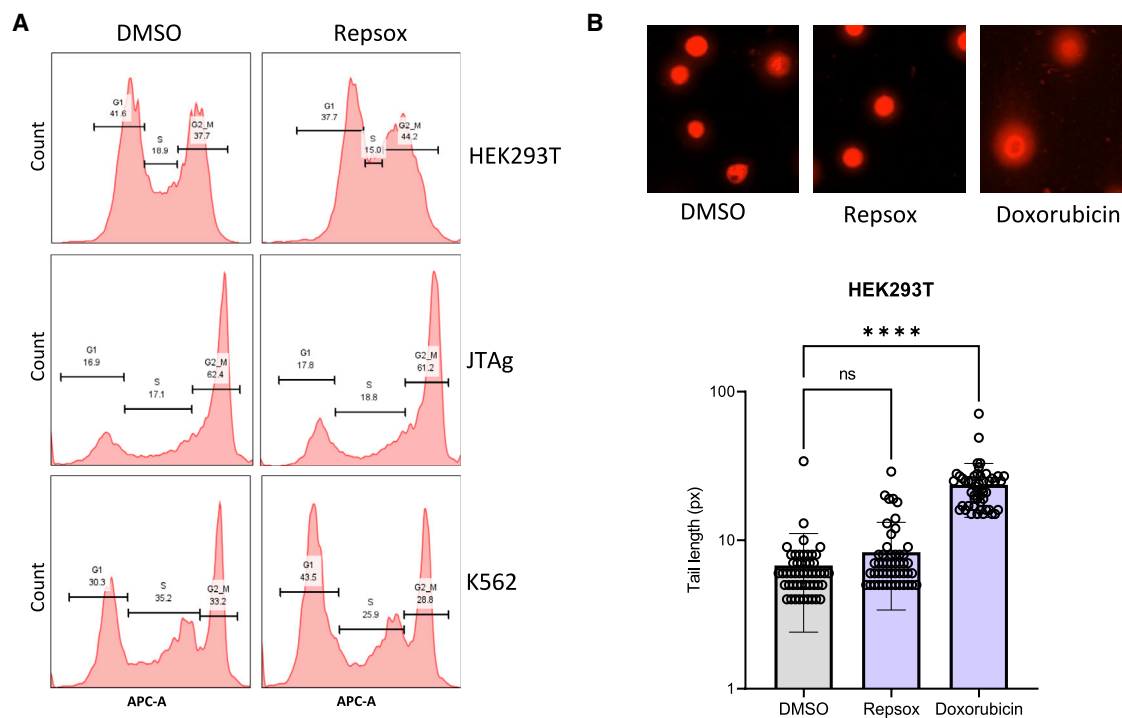 A
DMSO
Repsox
Count
G1
41.6
S
18.9
G2_M
37.7
G1
37.7
S
15.0
G2_M
44.2
HEK293T
Count
G1
16.9
S
17.1
G2_M
62.4
G1
17.8
S
18.8
G2_M
61.2
JTAg
Count
G1
30.3
S
35.2
G2_M
33.2
G1
43.5
S
25.9
G2_M
28.8
K562
APC-A
APC-A
B
DMSO
Repsox
Doxorubicin
HEK293T
****
ns
Tail length (px)
100
10
1
DMSO
Repsox
Doxorubicin